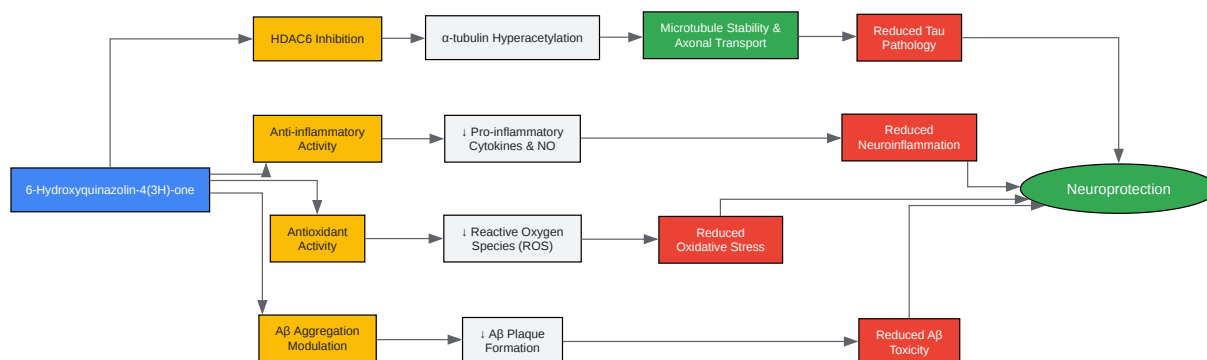 HDAC6 Inhibition
α-tubulin Hyperacetylation
Microtubule Stability &
Axonal Transport
Reduced Tau
Pathology
Anti-inflammatory
Activity
↓ Pro-inflammatory
Cytokines & NO
Reduced
Neuroinflammation
6-Hydroxyquinazolin-4(3H)-one
Neuroprotection
Antioxidant
Activity
↓ Reactive Oxygen
Species (ROS)
Reduced
Oxidative Stress
Aβ Aggregation
Modulation
↓ Aβ Plaque
Formation
Reduced Aβ
Toxicity